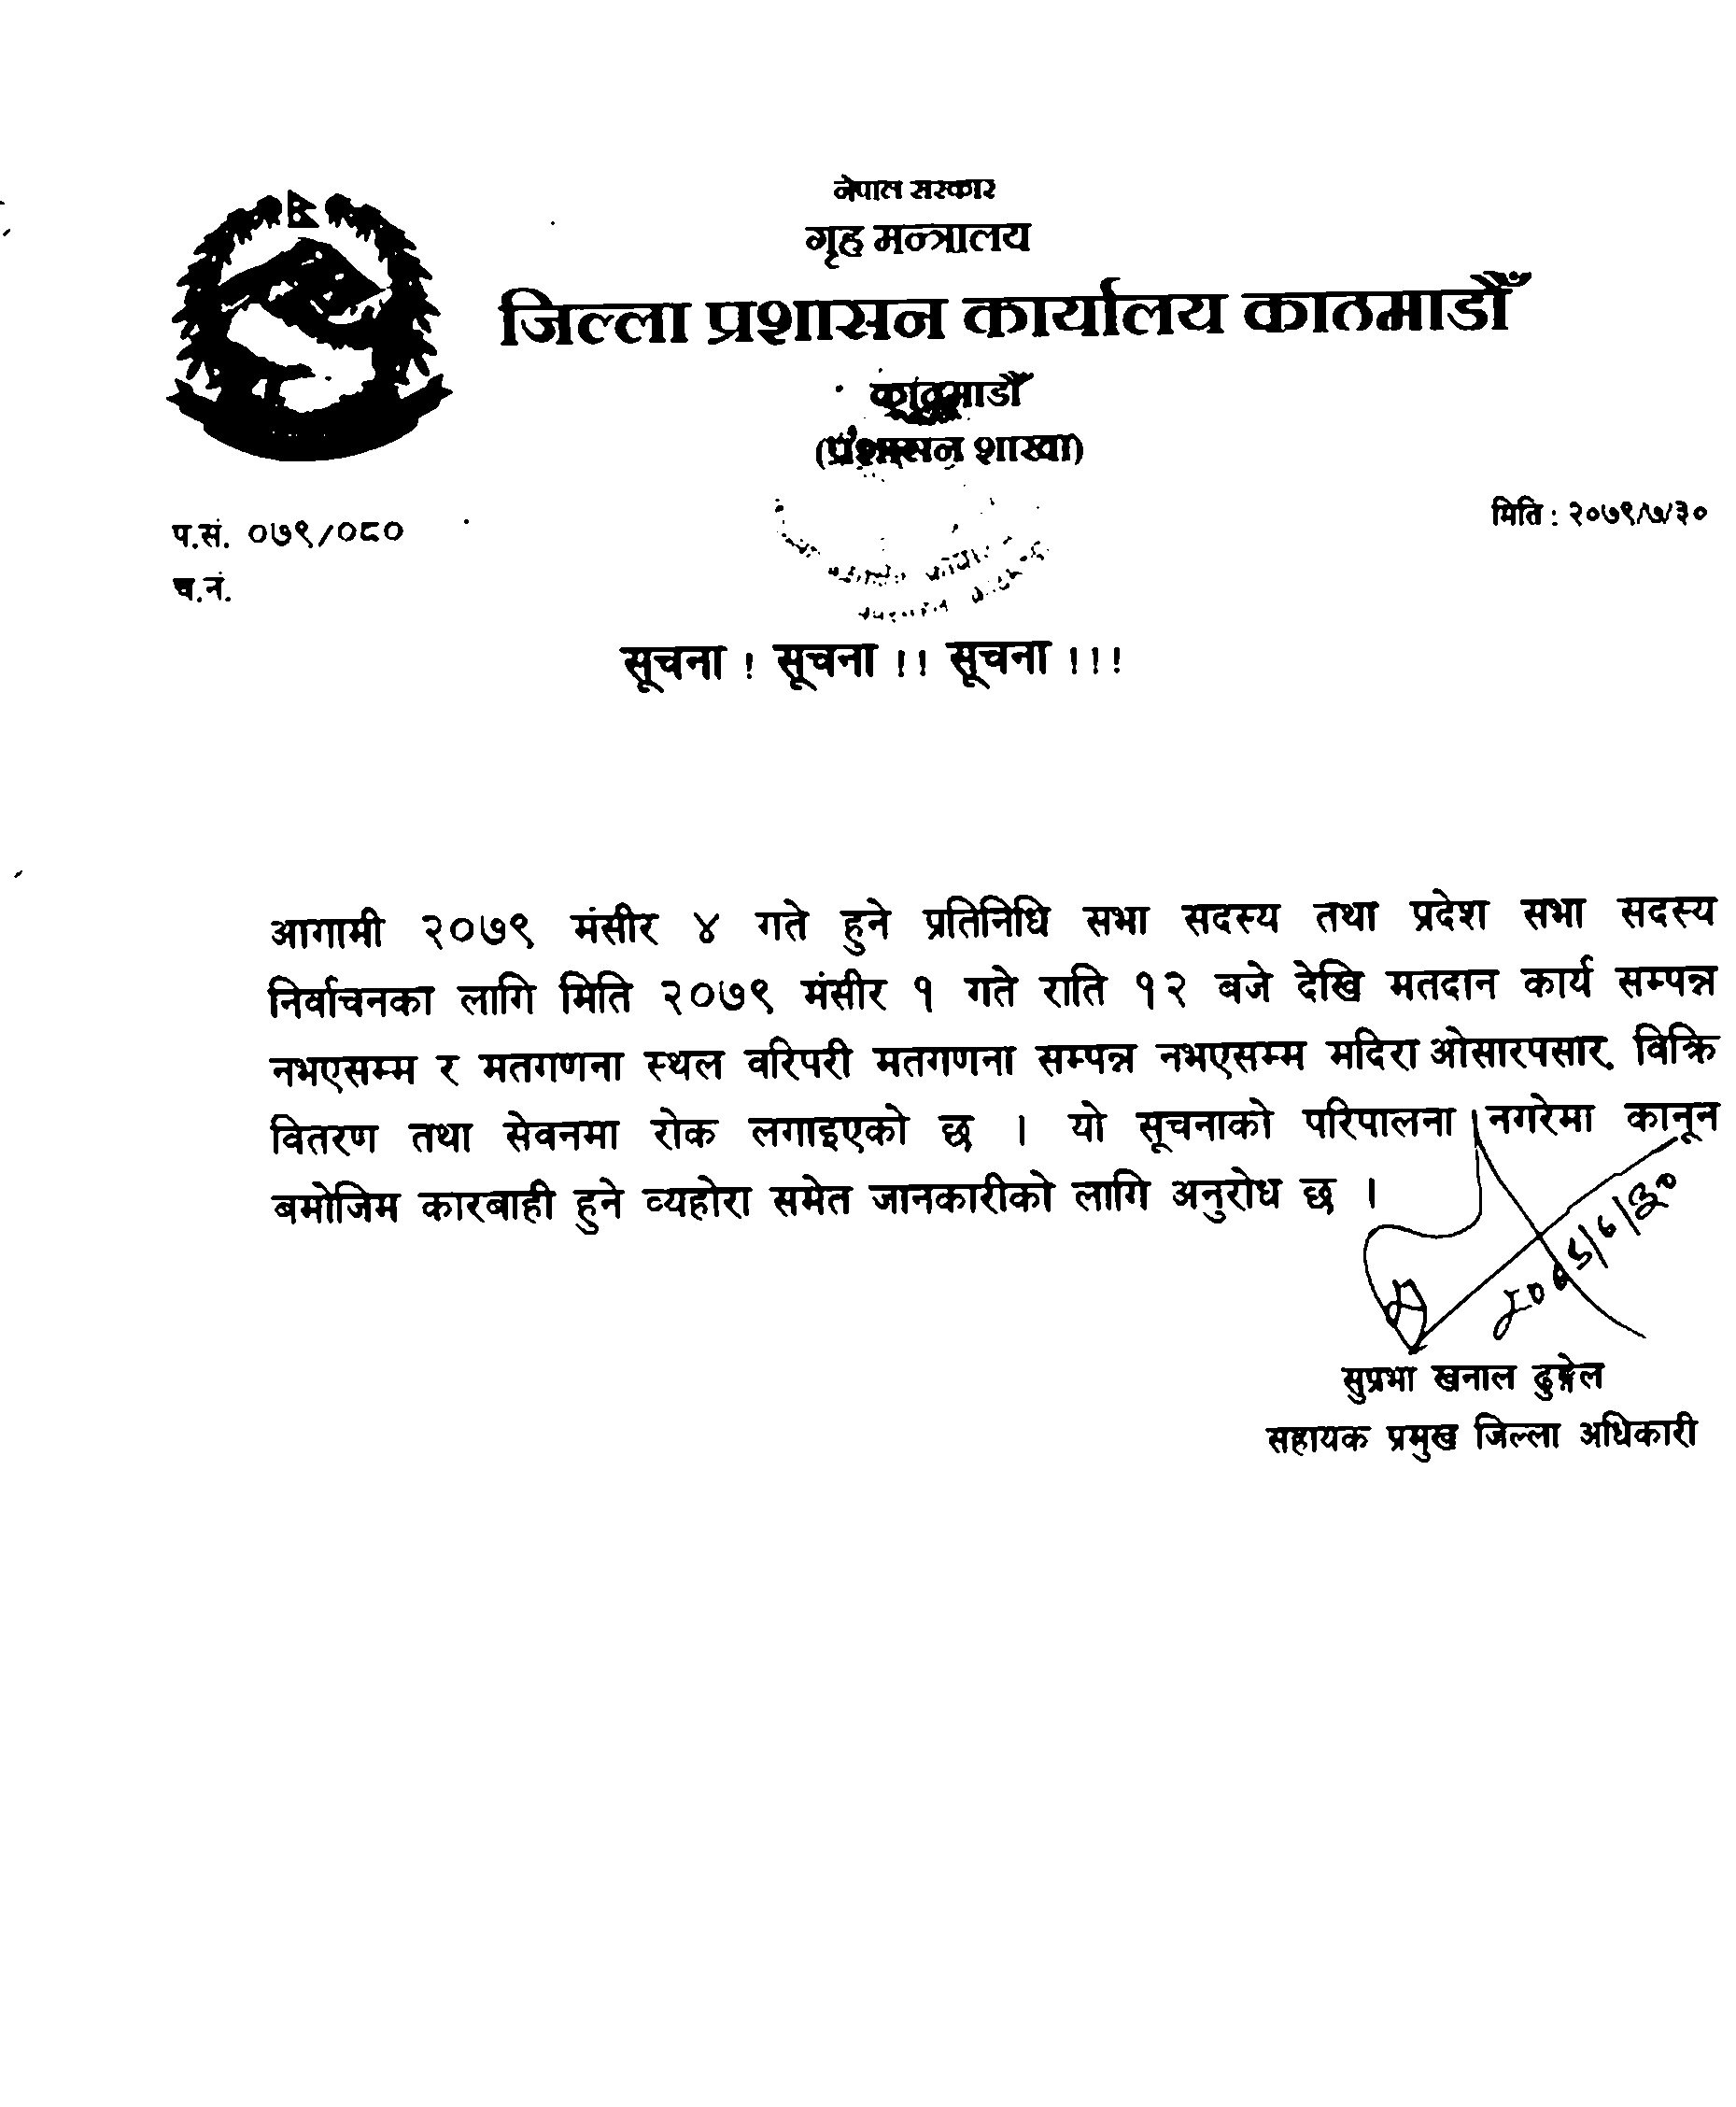 नेपाल सरकार
गृह मन्त्रालय
जिल्ला प्रशासन कार्यालय काठमाडौँ
काठमाडौँ
(प्रशासन शाखा)
प.सं. ०७९/०८०
मिति : २०७९/७/३०
च.नं.
सूचना ! सूचना !! सूचना !!!
आगामी २०७९ मंसीर ४ गते हुने प्रतिनिधि सभा सदस्य तथा प्रदेश सभा सदस्य
निर्वाचनका लागि मिति २०७९ मंसीर १ गते राति १२ बजे देखि मतदान कार्य सम्पन्न
नभएसम्म र मतगणना स्थल वरिपरी मतगणना सम्पन्न नभएसम्म मदिरा ओसारपसार, विक्रि
वितरण तथा सेवनमा रोक लगाइएको छ । यो सूचनाको परिपालना नगरेमा कानून
बमोजिम कारबाही हुने व्यहोरा समेत जानकारीको लागि अनुरोध छ ।
२०७९/७/३०
सुप्रभा खनाल ढुङ्गेल
सहायक प्रमुख जिल्ला अधिकारी